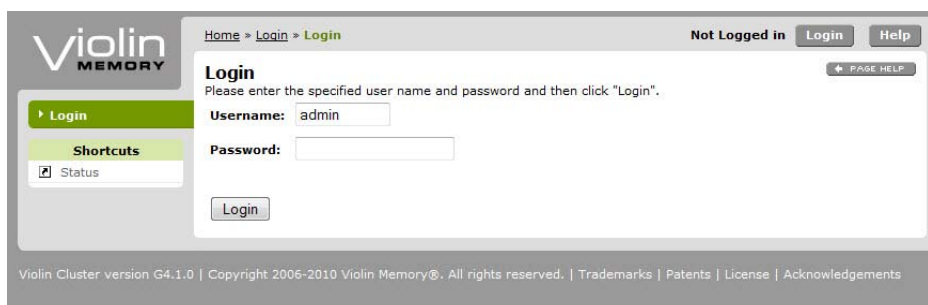 Violin
MEMORY
Home » Login » Login
Not Logged in Login Help
PAGE HELP
Login
Please enter the specified user name and password and then click "Login".
Login
Username: admin
Shortcuts
Password:
Status
Login
Violin Cluster version G4.1.0 | Copyright 2006-2010 Violin Memory®. All rights reserved. | Trademarks | Patents | License | Acknowledgements